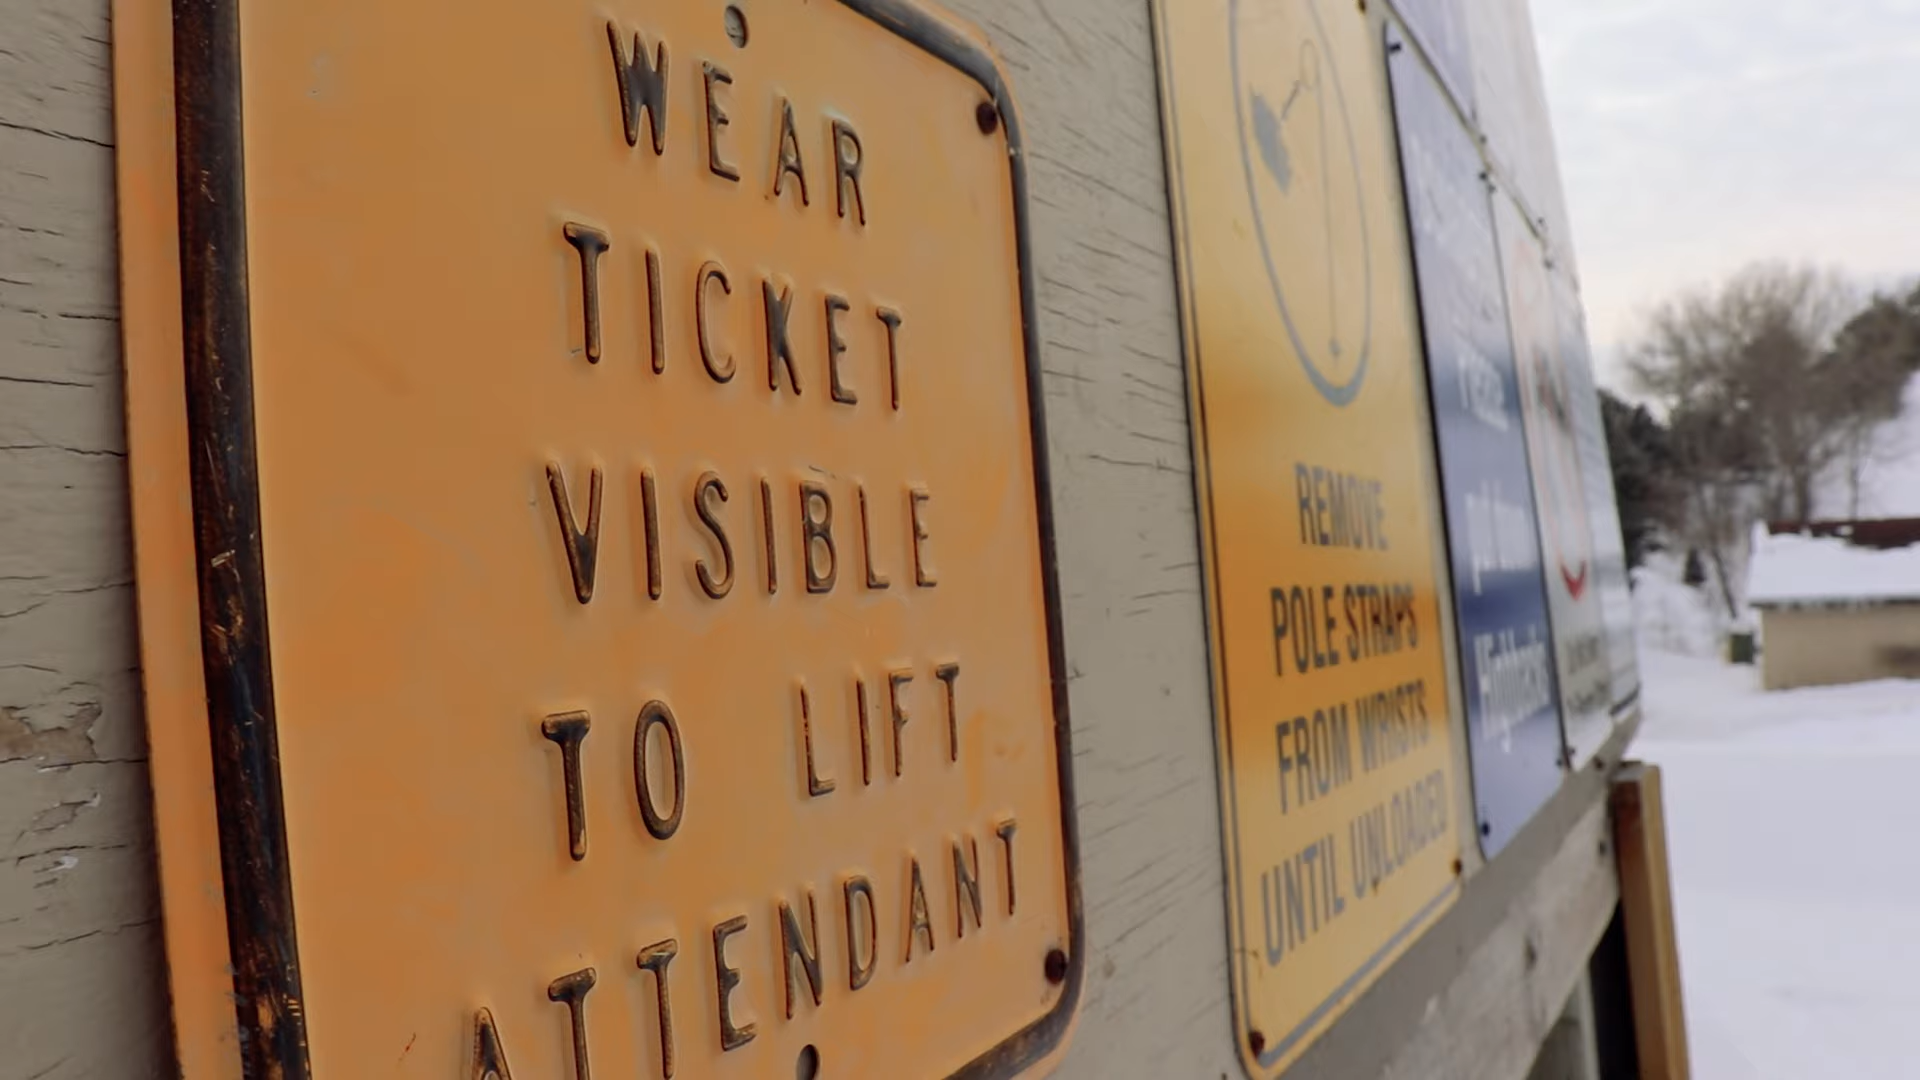 WEAR
TICKET
VISIBLE
TO LIFT
ATTENDANT
REMOVE
POLE STRAPS
FROM WRISTS
UNTIL UNLOADED